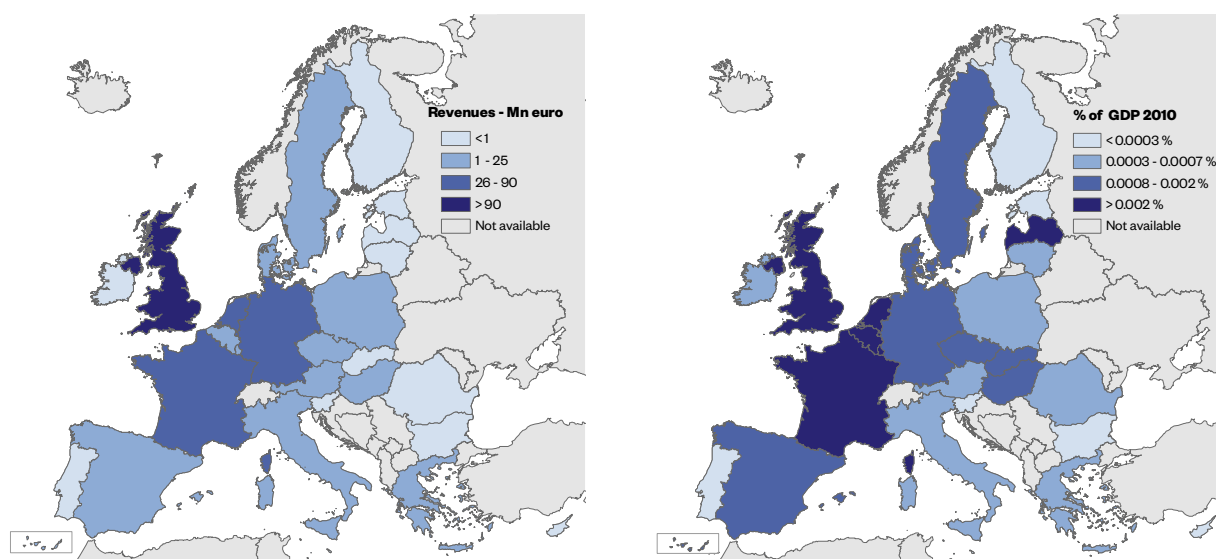 Revenues - Mn euro
<1
1 - 25
26 - 90
>90
Not available
% of GDP 2010
< 0.0003 %
0.0003 - 0.0007 %
0.0008 - 0.002 %
> 0.002 %
Not available